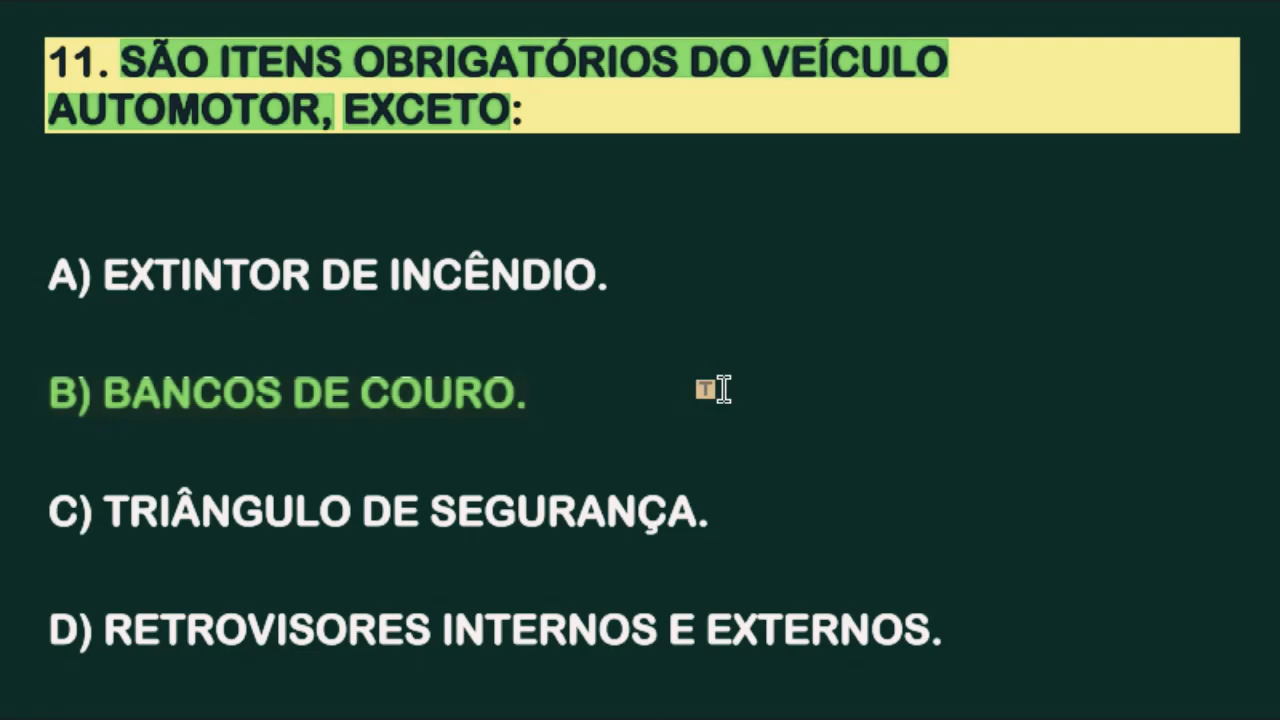 11. SÃO ITENS OBRIGATÓRIOS DO VEÍCULO
AUTOMOTOR, EXCETO:
A) EXTINTOR DE INCÊNDIO.
B) BANCOS DE COURO.
T
C) TRIÂNGULO DE SEGURANÇA.
D) RETROVISORES INTERNOS E EXTERNOS.